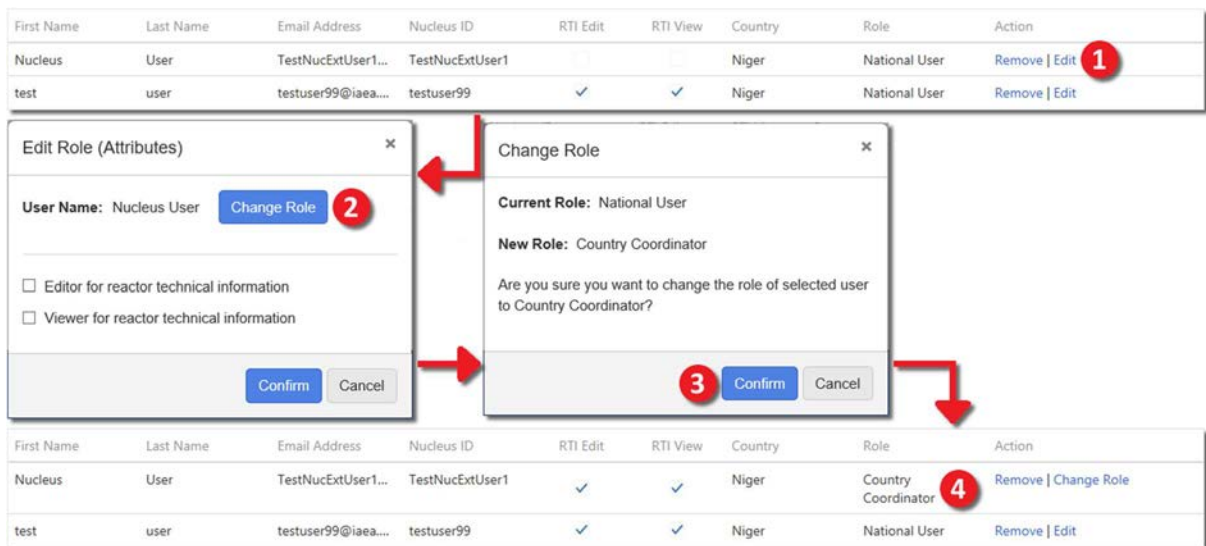 First Name Last Name Email Address Nucleus ID RTI Edit RTI View Country Role Action
Nucleus User TestNucExtUser1... TestNucExtUser1 Niger National User Remove | Edit 1
test user testuser99@iaea.... testuser99 Niger National User Remove | Edit
Edit Role (Attributes) ×
User Name: Nucleus User Change Role 2
Editor for reactor technical information
Viewer for reactor technical information
Confirm Cancel
Change Role ×
Current Role: National User
New Role: Country Coordinator
Are you sure you want to change the role of selected user
to Country Coordinator?
3 Confirm Cancel
First Name Last Name Email Address Nucleus ID RTI Edit RTI View Country Role Action
Nucleus User TestNucExtUser1... TestNucExtUser1 Niger Country Remove | Change Role
Coordinator 4
test user testuser99@iaea.... testuser99 Niger National User Remove | Edit